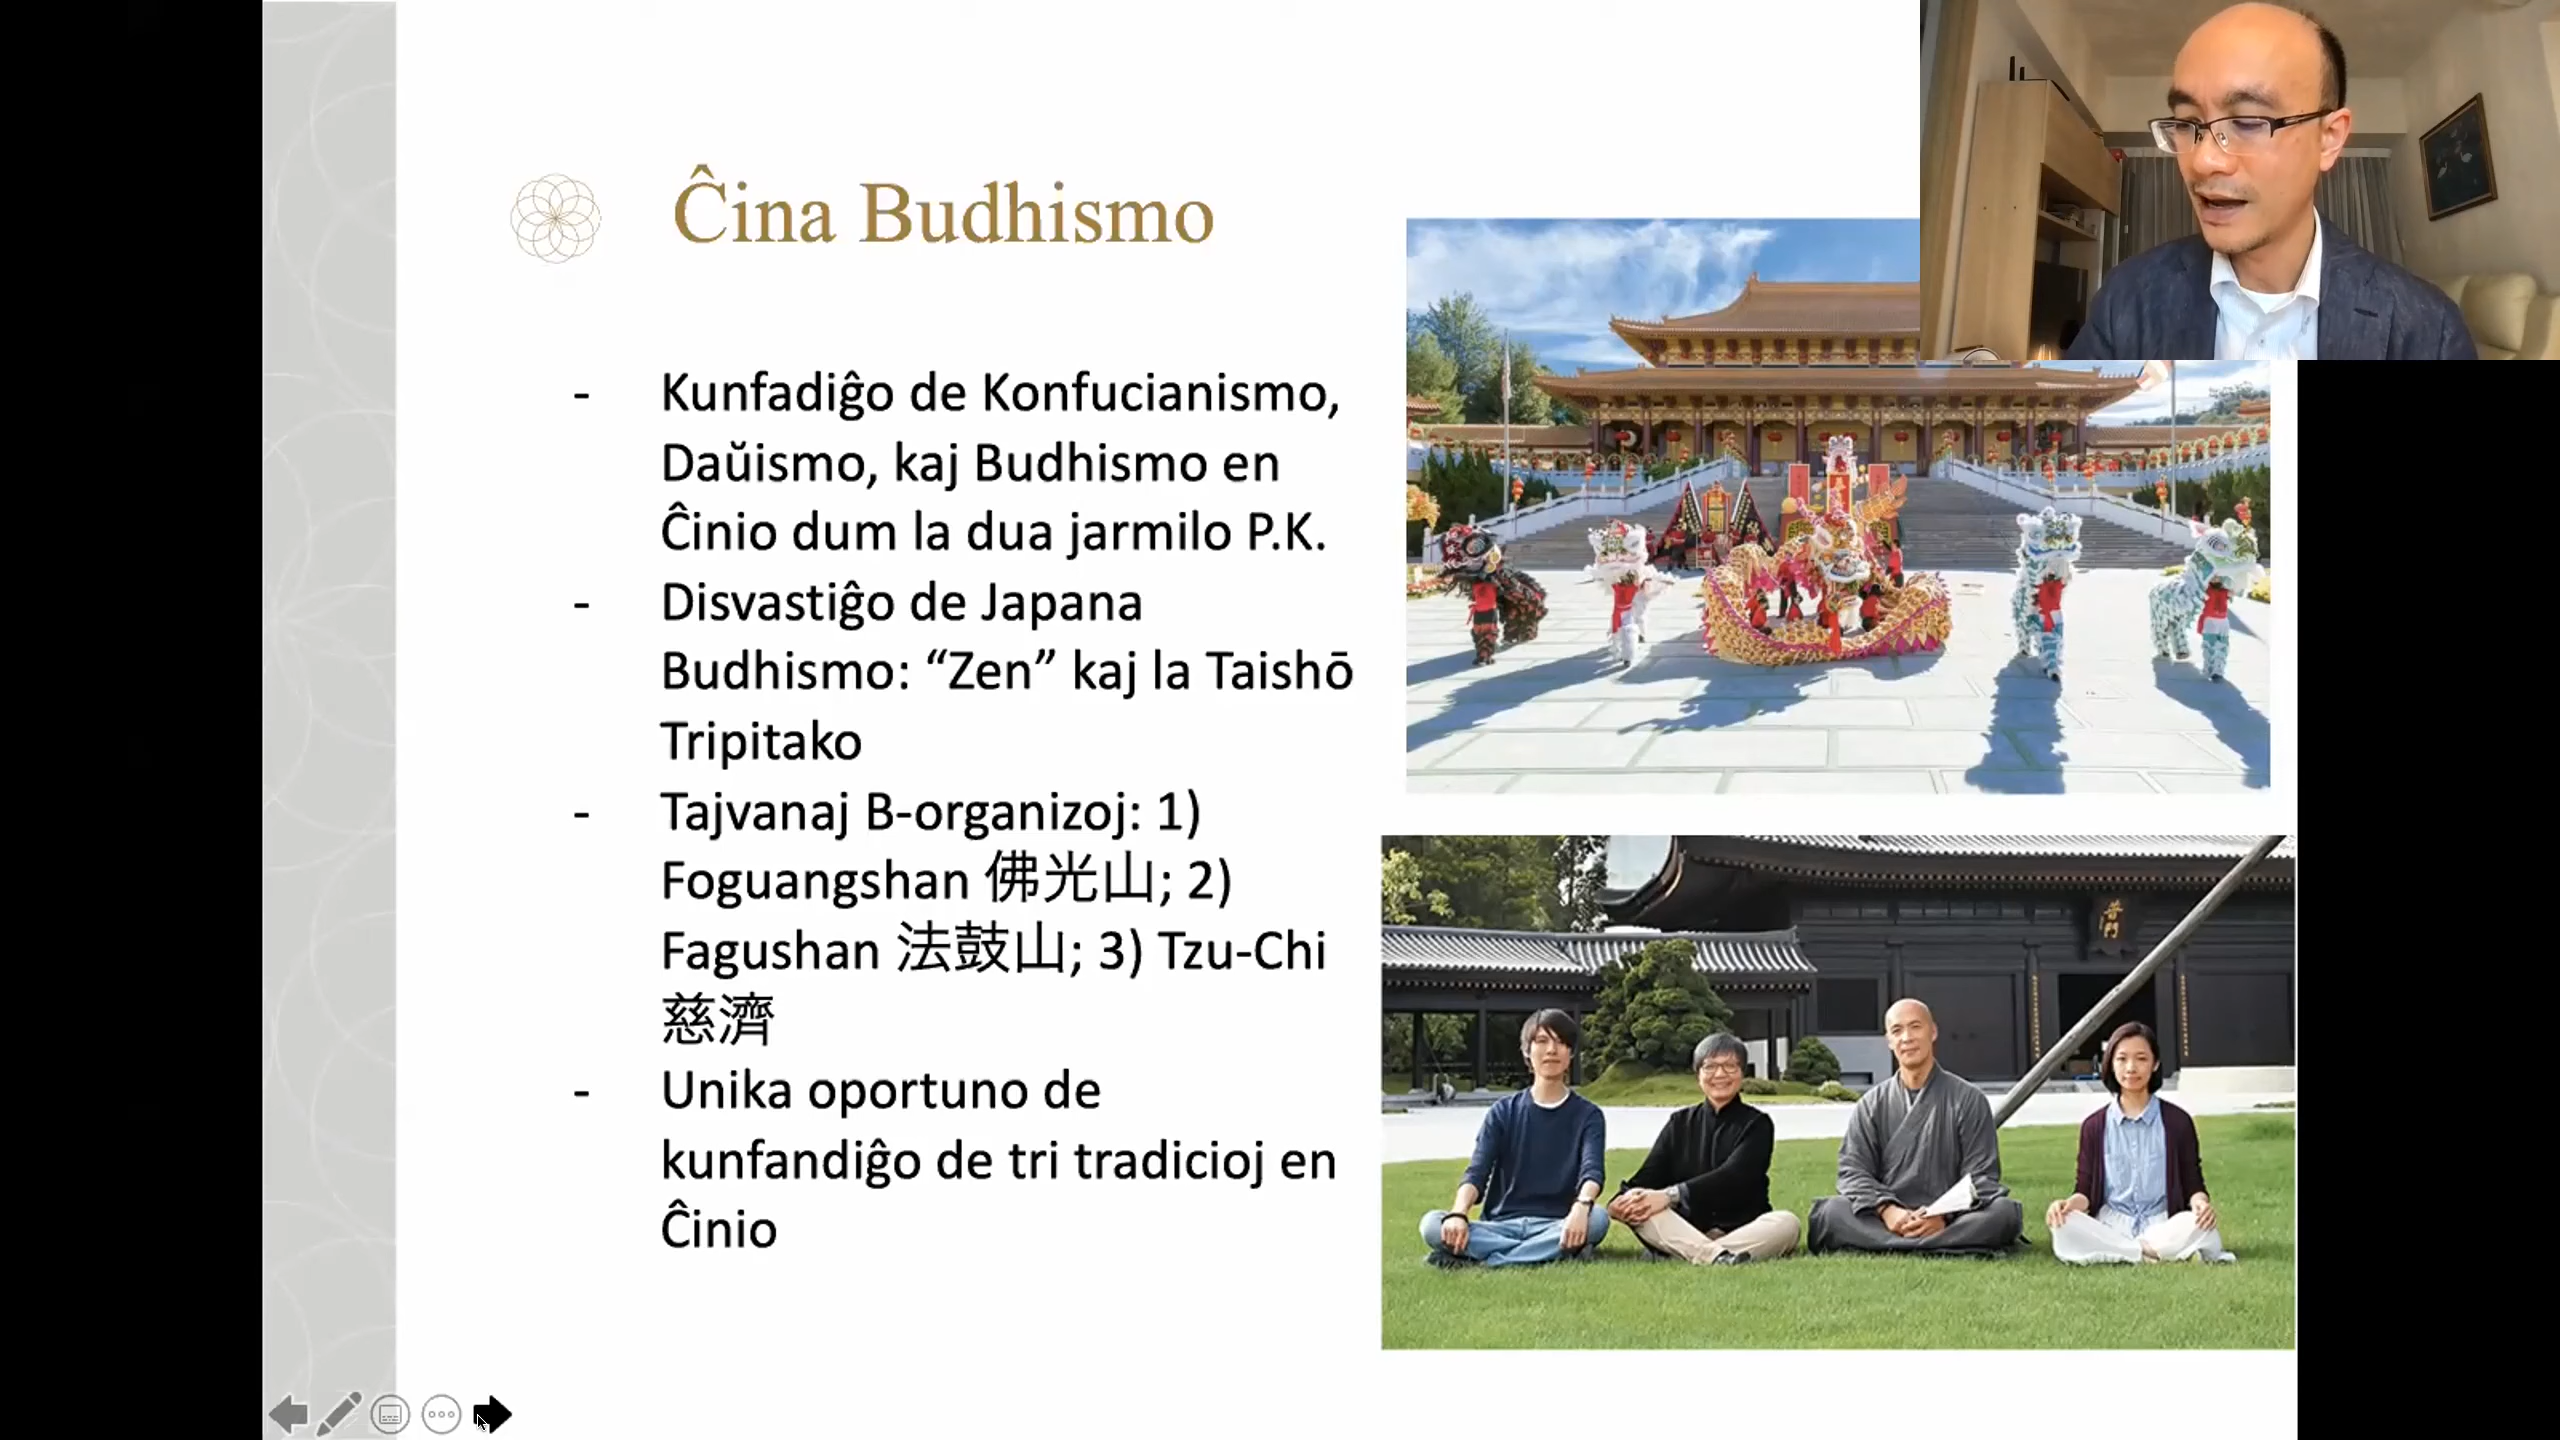 Ĉina Budhismo
- Kunfadiĝo de Konfucianismo,
Daŭismo, kaj Budhismo en
Ĉinio dum la dua jarmilo P.K.
- Disvastiĝo de Japana
Budhismo: “Zen” kaj la Taishō
Tripitako
- Tajvanaj B-organizoj: 1)
Foguangshan 佛光山; 2)
Fagushan 法鼓山; 3) Tzu-Chi
慈濟
- Unika oportuno de
kunfandiĝo de tri tradicioj en
Ĉinio
普門